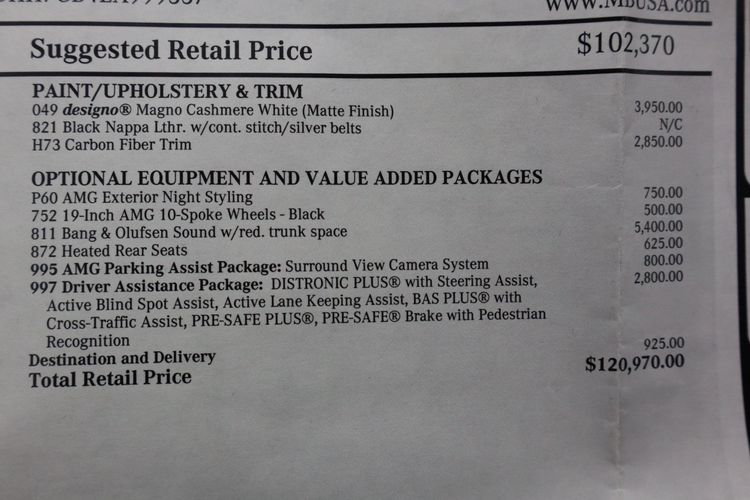 www.MBUSA.com
Suggested Retail Price $102,370
PAINT/UPHOLSTERY & TRIM
049 designo® Magno Cashmere White (Matte Finish) 3,950.00
821 Black Nappa Lthr. w/cont. stitch/silver belts N/C
H73 Carbon Fiber Trim 2,850.00
OPTIONAL EQUIPMENT AND VALUE ADDED PACKAGES
P60 AMG Exterior Night Styling 750.00
752 19-Inch AMG 10-Spoke Wheels - Black 500.00
811 Bang & Olufsen Sound w/red. trunk space 5,400.00
872 Heated Rear Seats 625.00
995 AMG Parking Assist Package: Surround View Camera System 800.00
997 Driver Assistance Package: DISTRONIC PLUS® with Steering Assist, 2,800.00
Active Blind Spot Assist, Active Lane Keeping Assist, BAS PLUS® with
Cross-Traffic Assist, PRE-SAFE PLUS®, PRE-SAFE® Brake with Pedestrian
Recognition
Destination and Delivery 925.00
Total Retail Price $120,970.00